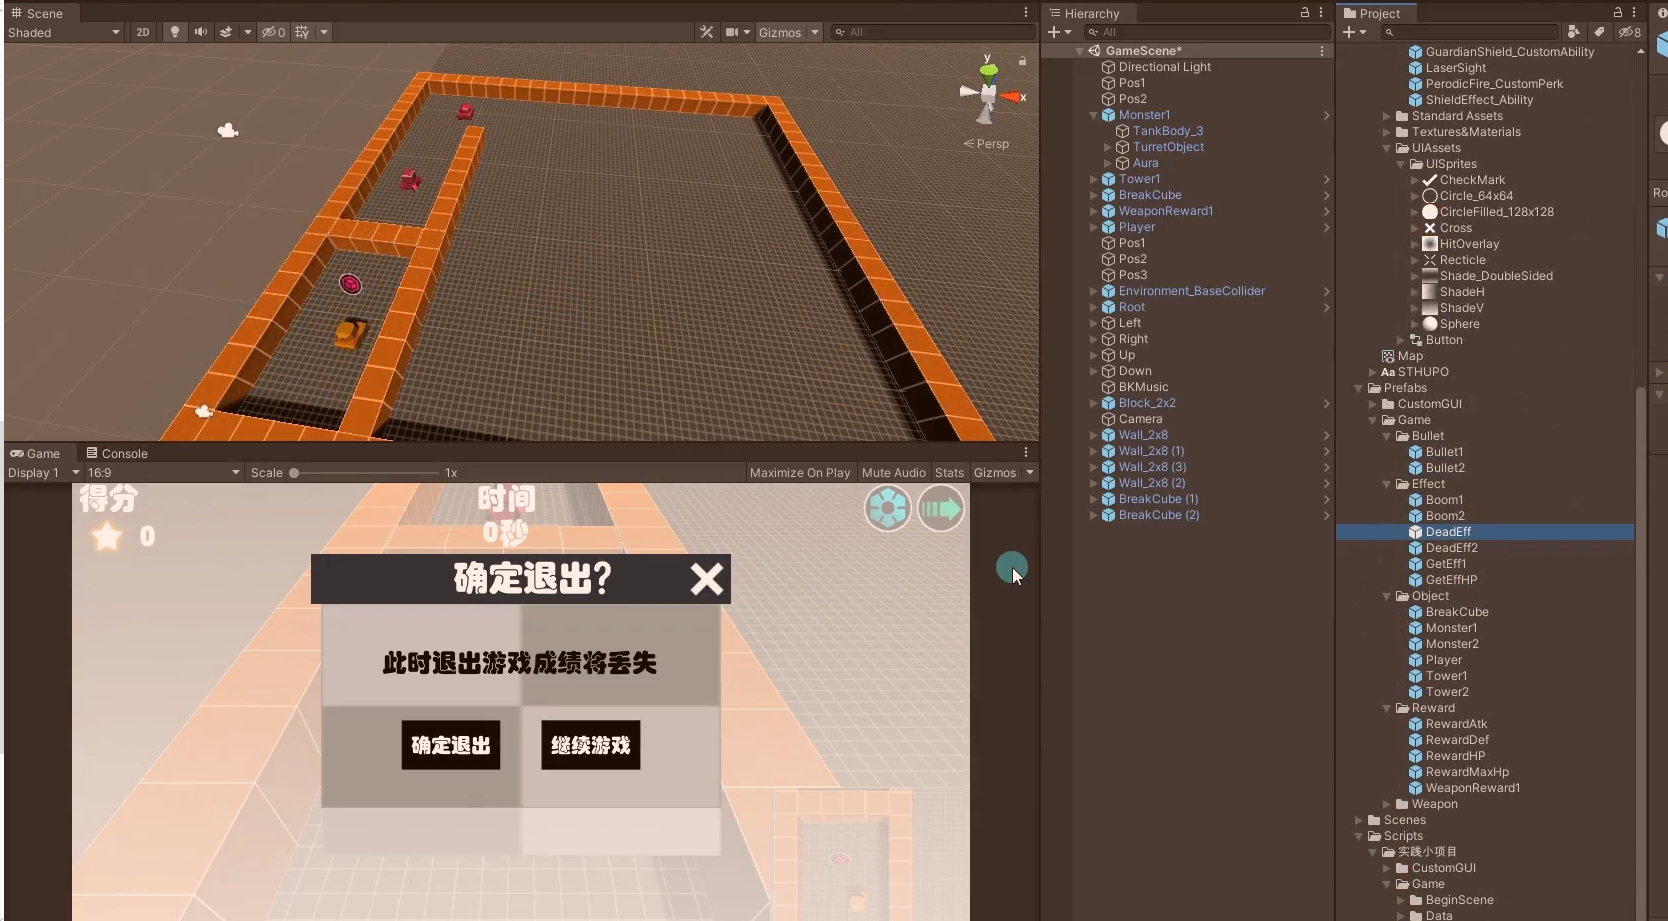 Scene
Shaded
2D
0
Gizmos
All
y
x
Persp
Game
Console
Display 1
16:9
Scale
1x
Maximize On Play
Mute Audio
Stats
Gizmos
得分
0
时间
0秒
确定退出?
此时退出游戏成绩将丢失
确定退出
继续游戏
Hierarchy
All
GameScene*
Directional Light
Pos1
Pos2
Monster1
TankBody_3
TurretObject
Aura
Tower1
BreakCube
WeaponReward1
Player
Pos1
Pos2
Pos3
Environment_BaseCollider
Root
Left
Right
Up
Down
BKMusic
Block_2x2
Camera
Wall_2x8
Wall_2x8 (1)
Wall_2x8 (3)
Wall_2x8 (2)
BreakCube (1)
BreakCube (2)
Project
8
GuardianShield_CustomAbility
LaserSight
PerodicFire_CustomPerk
ShieldEffect_Ability
Standard Assets
Textures&Materials
UIAssets
UISprites
CheckMark
Circle_64x64
CircleFilled_128x128
Cross
HitOverlay
Recticle
Shade_DoubleSided
ShadeH
ShadeV
Sphere
Button
Map
Aa STHUPO
Prefabs
CustomGUI
Game
Bullet
Bullet1
Bullet2
Effect
Boom1
Boom2
DeadEff
DeadEff2
GetEff1
GetEffHP
Object
BreakCube
Monster1
Monster2
Player
Tower1
Tower2
Reward
RewardAtk
RewardDef
RewardHP
RewardMaxHp
WeaponReward1
Weapon
Scenes
Scripts
实践小项目
CustomGUI
Game
BeginScene
Data
Ro